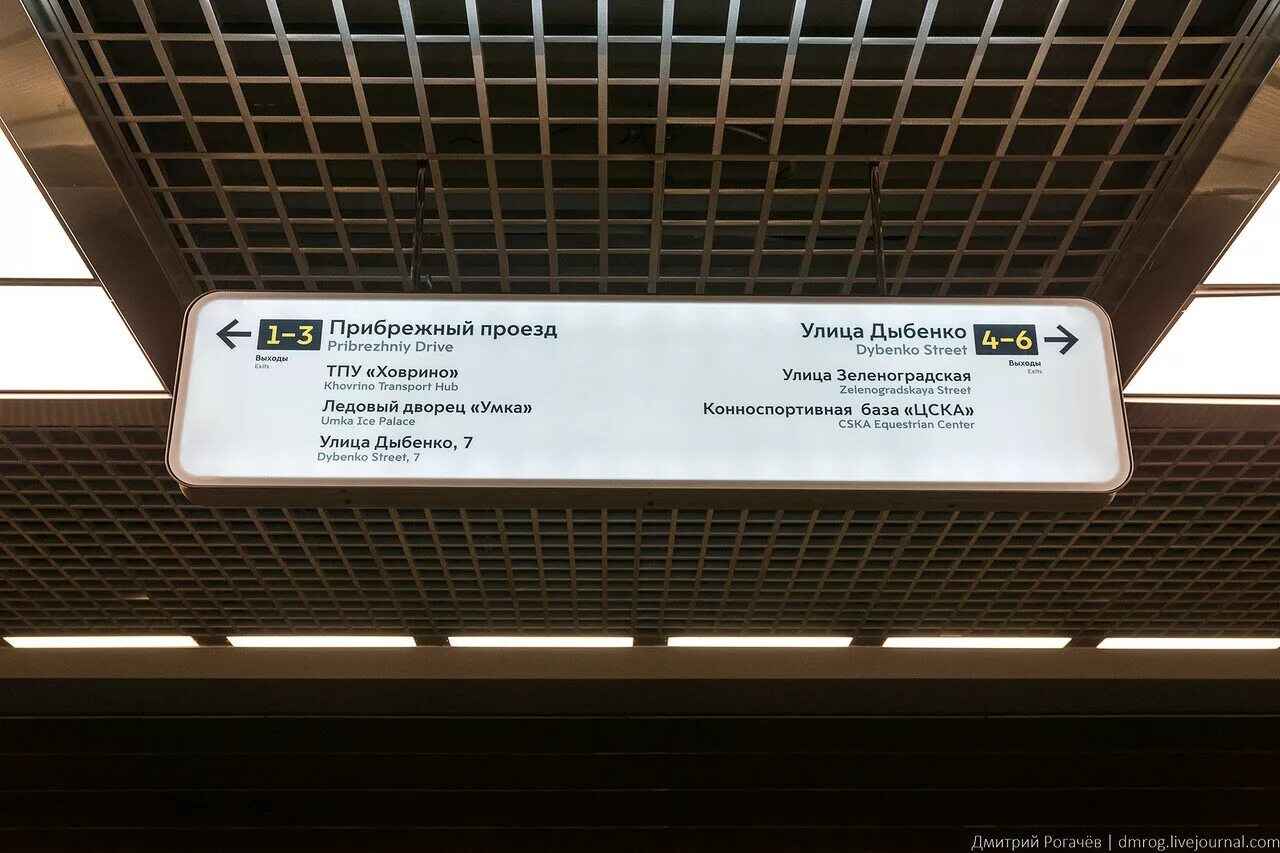 1–3 Прибрежный проезд
Pribrezhniy Drive
Выходы
Exits
ТПУ «Ховрино»
Khovrino Transport Hub
Ледовый дворец «Умка»
Umka Ice Palace
Улица Дыбенко, 7
Dybenko Street, 7
Улица Дыбенко 4–6
Dybenko Street
Выходы
Exits
Улица Зеленоградская
Zelenogradskaya Street
Конноспортивная база «ЦСКА»
CSKA Equestrian Center
Дмитрий Рогачёв | dmrog.livejournal.com